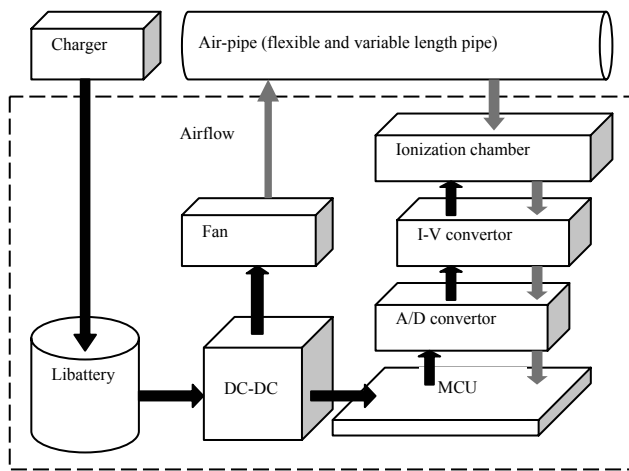 Charger
Air-pipe (flexible and variable length pipe)
Airflow
Ionization chamber
Fan
I-V convertor
A/D convertor
Libattery
DC-DC
MCU